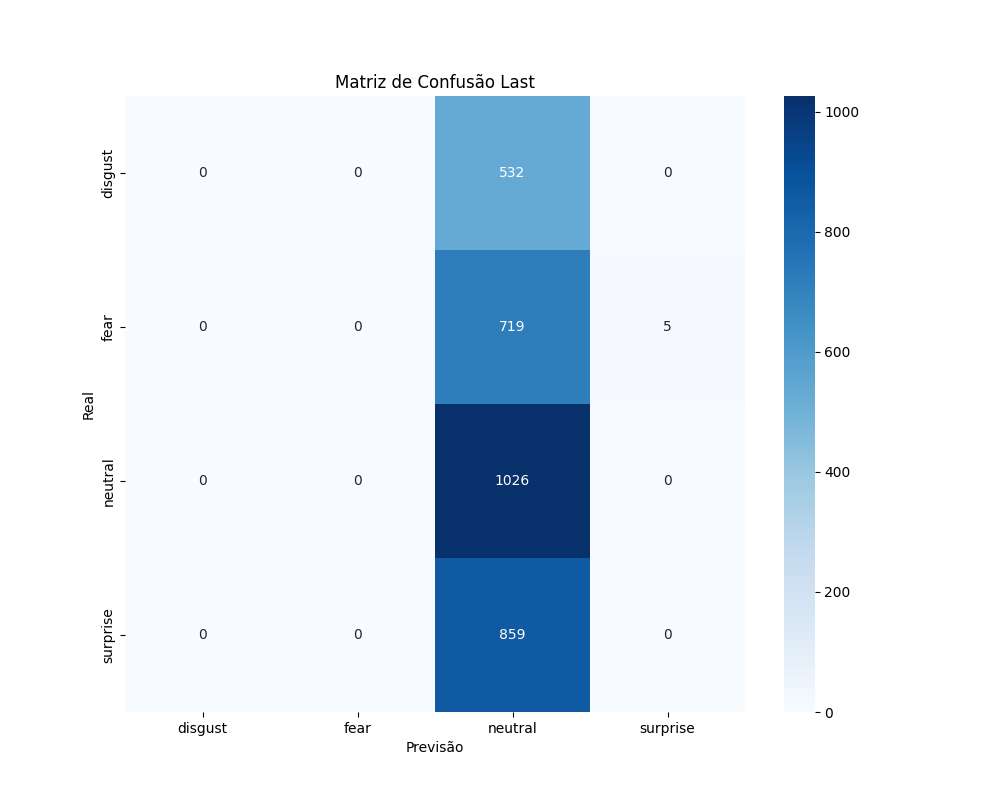 Matriz de Confusão Last
1000
disgust 0 0 532 0
800
fear 0 0 719 5
600
Real
400
neutral 0 0 1026 0
200
surprise 0 0 859 0
0
disgust fear neutral surprise
Previsão